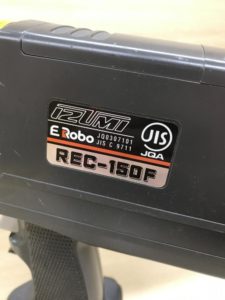 IZUMI
E Robo
JQ0307101
JIS C 9711
JIS
JQA
REC-150F